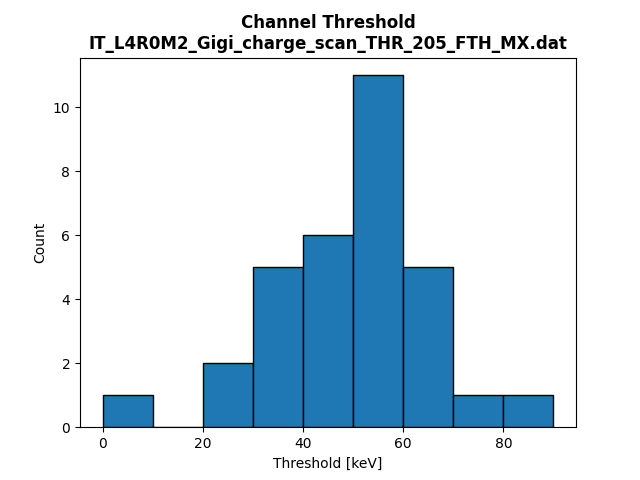 Channel Threshold
IT_L4R0M2_Gigi_charge_scan_THR_205_FTH_MX.dat
10
8
6
4
2
0
Count
0 20 40 60 80
Threshold [keV]